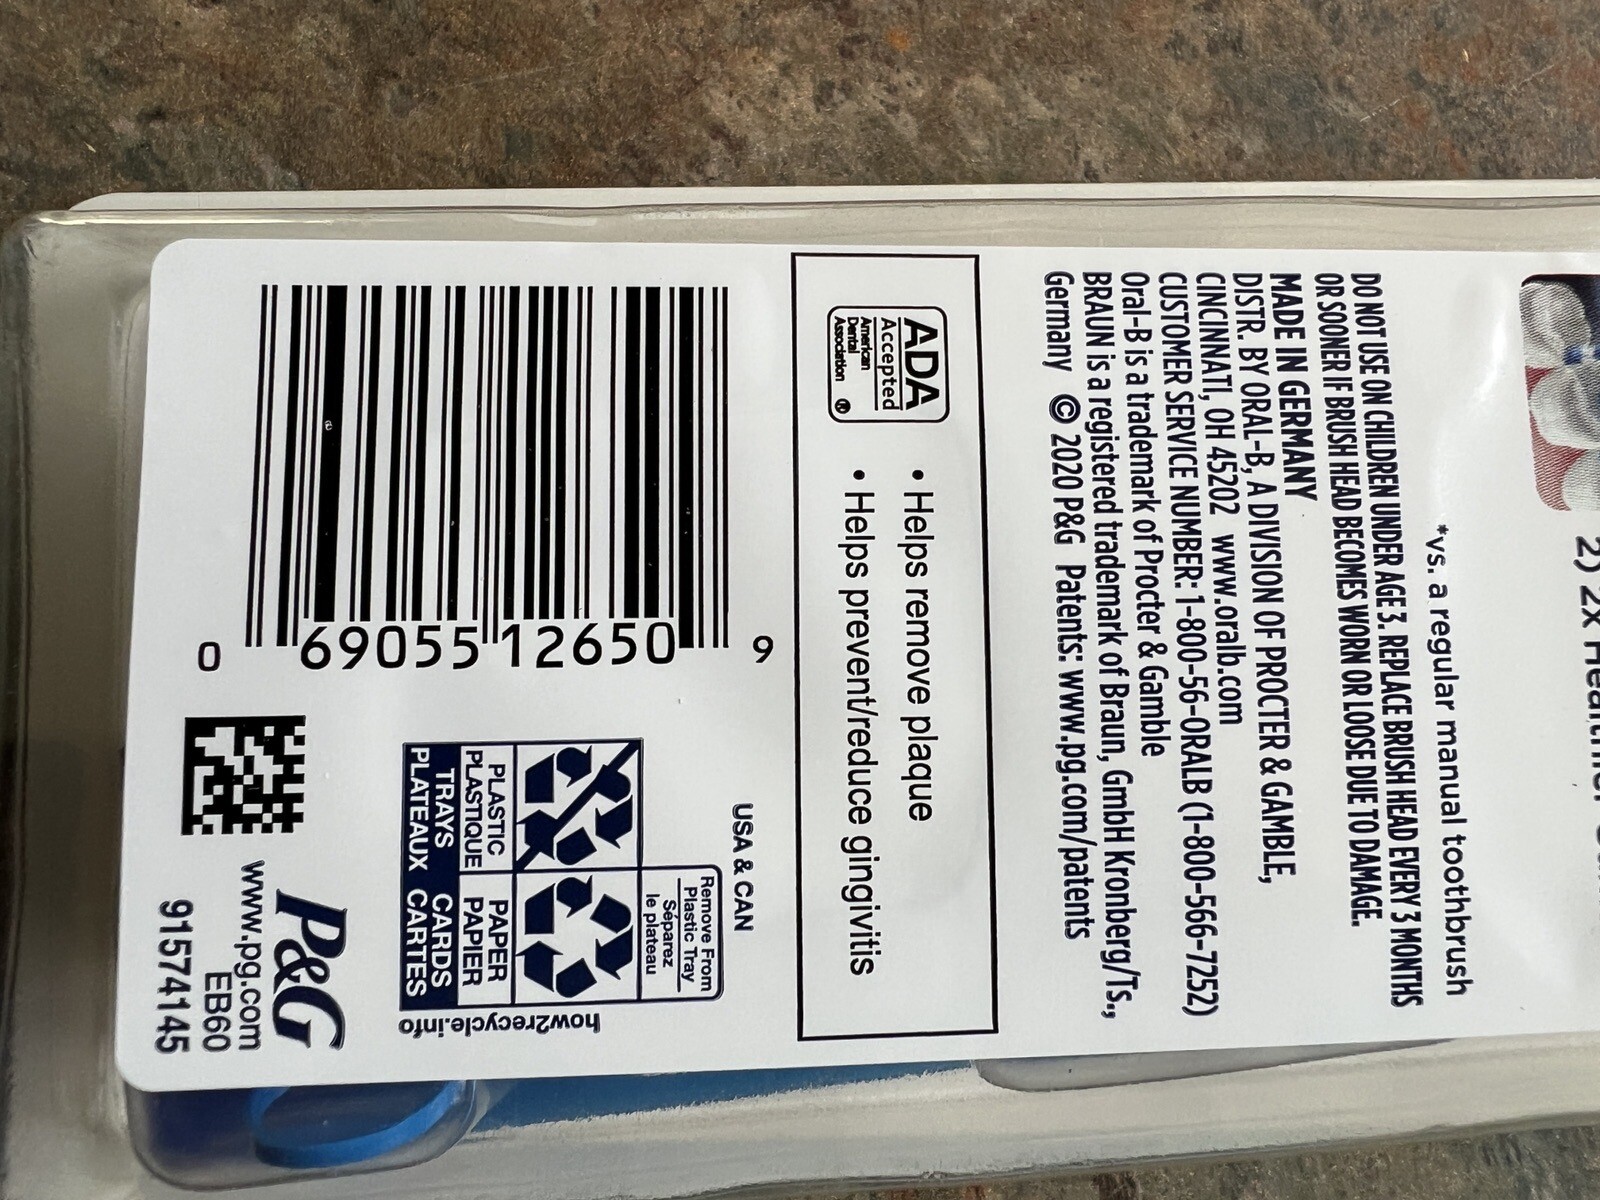 2) 2X
*vs. a regular manual toothbrush
DO NOT USE ON CHILDREN UNDER AGE 3. REPLACE BRUSH HEAD EVERY 3 MONTHS
OR SOONER IF BRUSH HEAD BECOMES WORN OR LOOSE DUE TO DAMAGE.
MADE IN GERMANY
DISTR. BY ORAL-B, A DIVISION OF PROCTER & GAMBLE,
CINCINNATI, OH 45202 www.oralb.com
CUSTOMER SERVICE NUMBER: 1-800-56-ORALB (1-800-566-7252)
Oral-B is a trademark of Procter & Gamble
BRAUN is a registered trademark of Braun, GmbH Kronberg/Ts.,
Germany © 2020 P&G Patents: www.pg.com/patents
ADA
Accepted
American
Dental
Association ®
• Helps remove plaque
• Helps prevent/reduce gingivitis
0 69055 12650 9
USA & CAN
Remove From
Plastic Tray
Séparez
le plateau
PLASTIC
PLASTIQUE
TRAYS
PLATEAUX
PAPER
PAPIER
CARDS
CARTES
how2recycle.info
P&G
www.pg.com
EB60
91574145